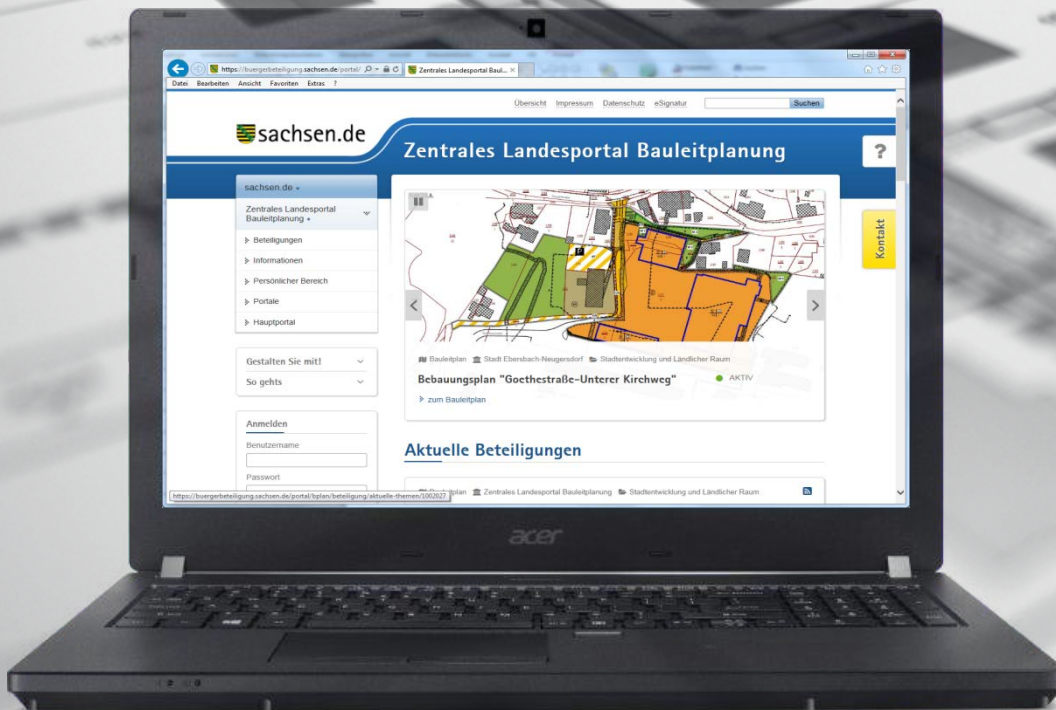 https://buergerbeteiligung.sachsen.de/portal/
Zentrales Landesportal Baul...
Datei Bearbeiten Ansicht Favoriten Extras ?
Übersicht Impressum Datenschutz eSignatur
Suchen
sachsen.de
Zentrales Landesportal Bauleitplanung
?
Kontakt
sachsen.de
Zentrales Landesportal
Bauleitplanung
Beteiligungen
Informationen
Persönlicher Bereich
Portale
Hauptportal
Gestalten Sie mit!
So gehts
Anmelden
Benutzername
Passwort
Bauleitplan Stadt Ebersbach-Neugersdorf Stadtentwicklung und Ländlicher Raum
Bebauungsplan "Goethestraße-Unterer Kirchweg" AKTIV
zum Bauleitplan
Aktuelle Beteiligungen
Zentrales Landesportal Bauleitplanung Stadtentwicklung und Ländlicher Raum
https://buergerbeteiligung.sachsen.de/portal/bplan/beteiligung/aktuelle-themen/1002027
acer